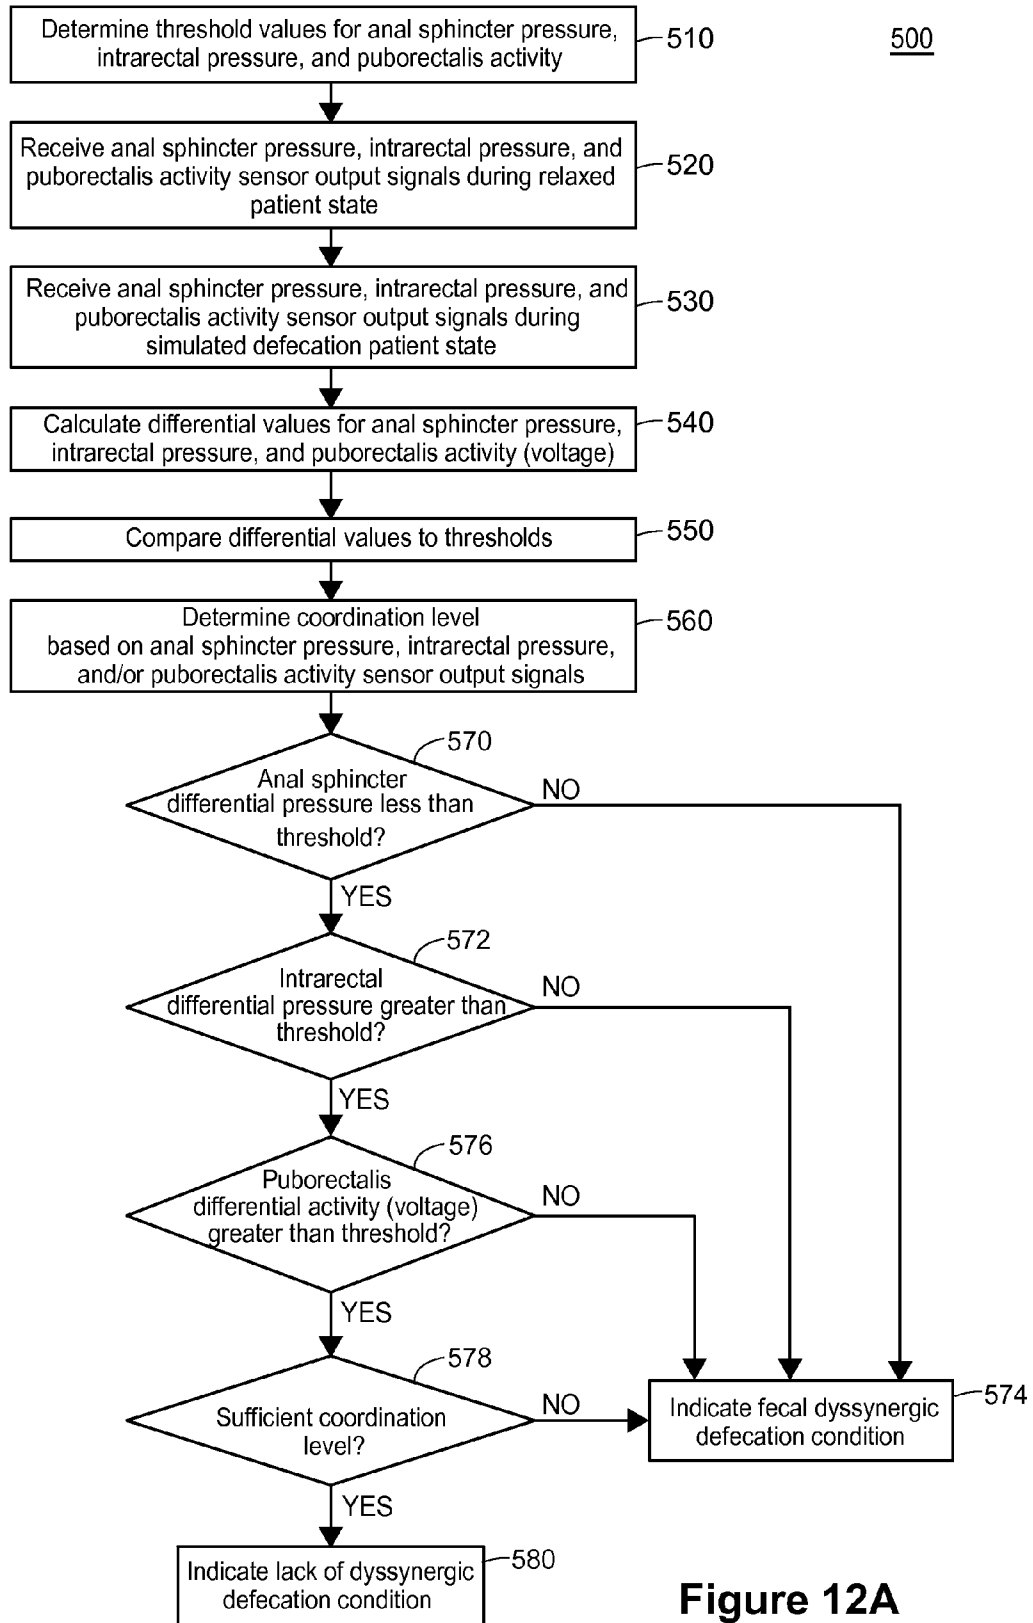 500
Determine threshold values for anal sphincter pressure,
intrarectal pressure, and puborectalis activity
510
Receive anal sphincter pressure, intrarectal pressure, and
puborectalis activity sensor output signals during relaxed
patient state
520
Receive anal sphincter pressure, intrarectal pressure, and
puborectalis activity sensor output signals during
simulated defecation patient state
530
Calculate differential values for anal sphincter pressure,
intrarectal pressure, and puborectalis activity (voltage)
540
Compare differential values to thresholds
550
Determine coordination level
based on anal sphincter pressure, intrarectal pressure,
and/or puborectalis activity sensor output signals
560
570
Anal sphincter
differential pressure less than
threshold?
NO
YES
572
Intrarectal
differential pressure greater than
threshold?
NO
YES
576
Puborectalis
differential activity (voltage)
greater than threshold?
NO
YES
578
Sufficient coordination
level?
NO
YES
Indicate fecal dyssynergic
defecation condition
574
Indicate lack of dyssynergic
defecation condition
580
Figure 12A